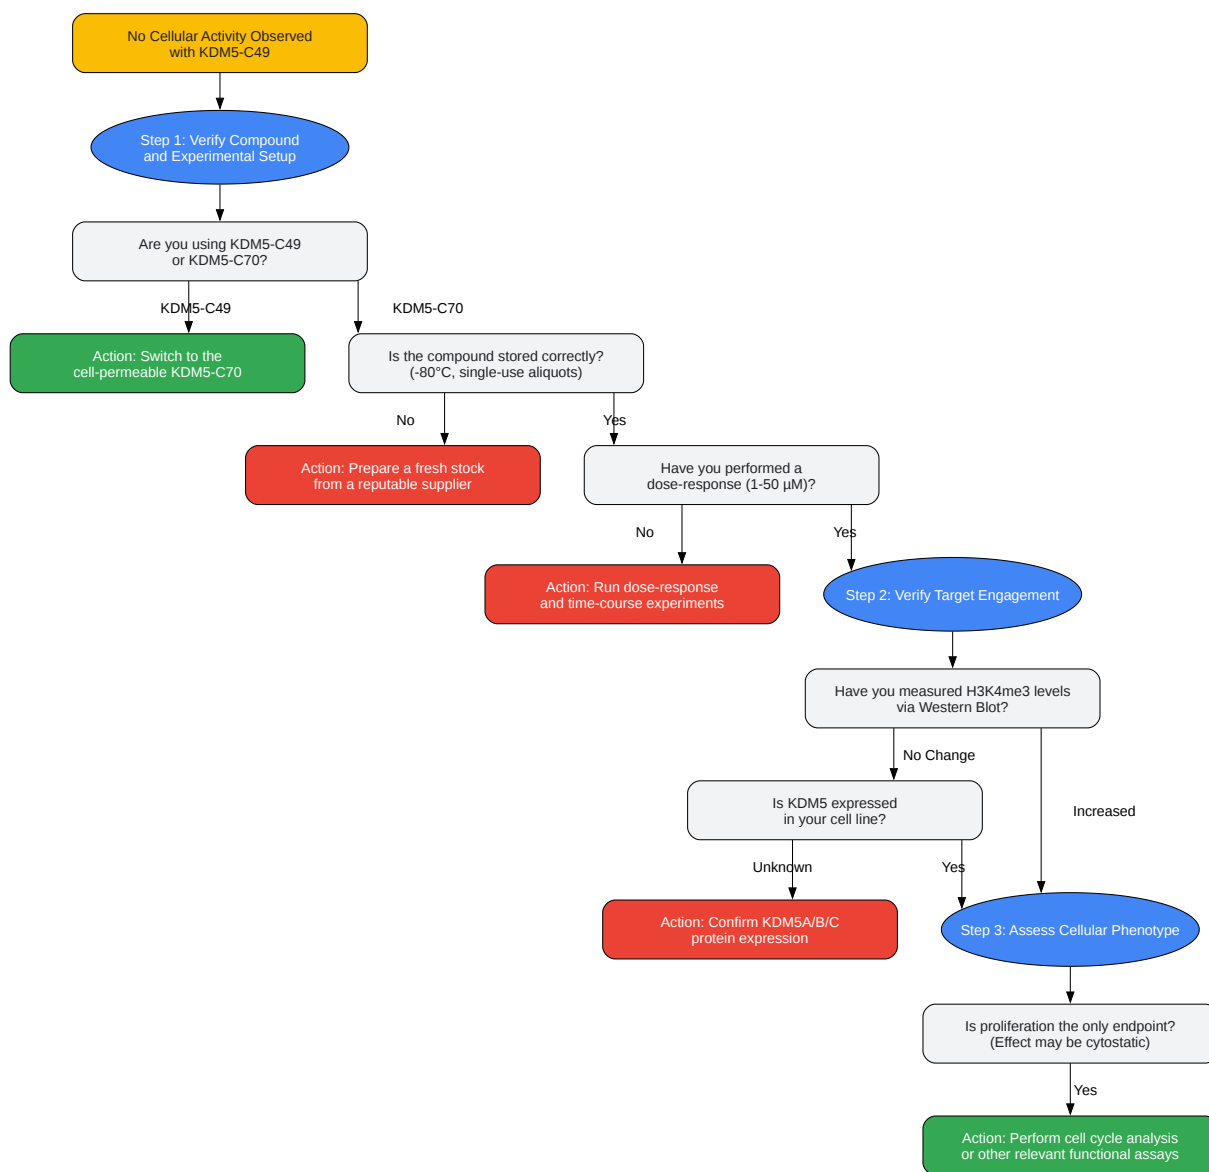 No Cellular Activity Observed
with KDM5-C49
Step 1: Verify Compound
and Experimental Setup
Are you using KDM5-C49
or KDM5-C70?
KDM5-C49
KDM5-C70
Action: Switch to the
cell-permeable KDM5-C70
Is the compound stored correctly?
(-80°C, single-use aliquots)
No
Yes
Action: Prepare a fresh stock
from a reputable supplier
Have you performed a
dose-response (1-50 µM)?
No
Yes
Action: Run dose-response
and time-course experiments
Step 2: Verify Target Engagement
Have you measured H3K4me3 levels
via Western Blot?
No Change
Increased
Is KDM5 expressed
in your cell line?
Unknown
Yes
Action: Confirm KDM5A/B/C
protein expression
Step 3: Assess Cellular Phenotype
Is proliferation the only endpoint?
(Effect may be cytostatic)
Yes
Action: Perform cell cycle analysis
or other relevant functional assays